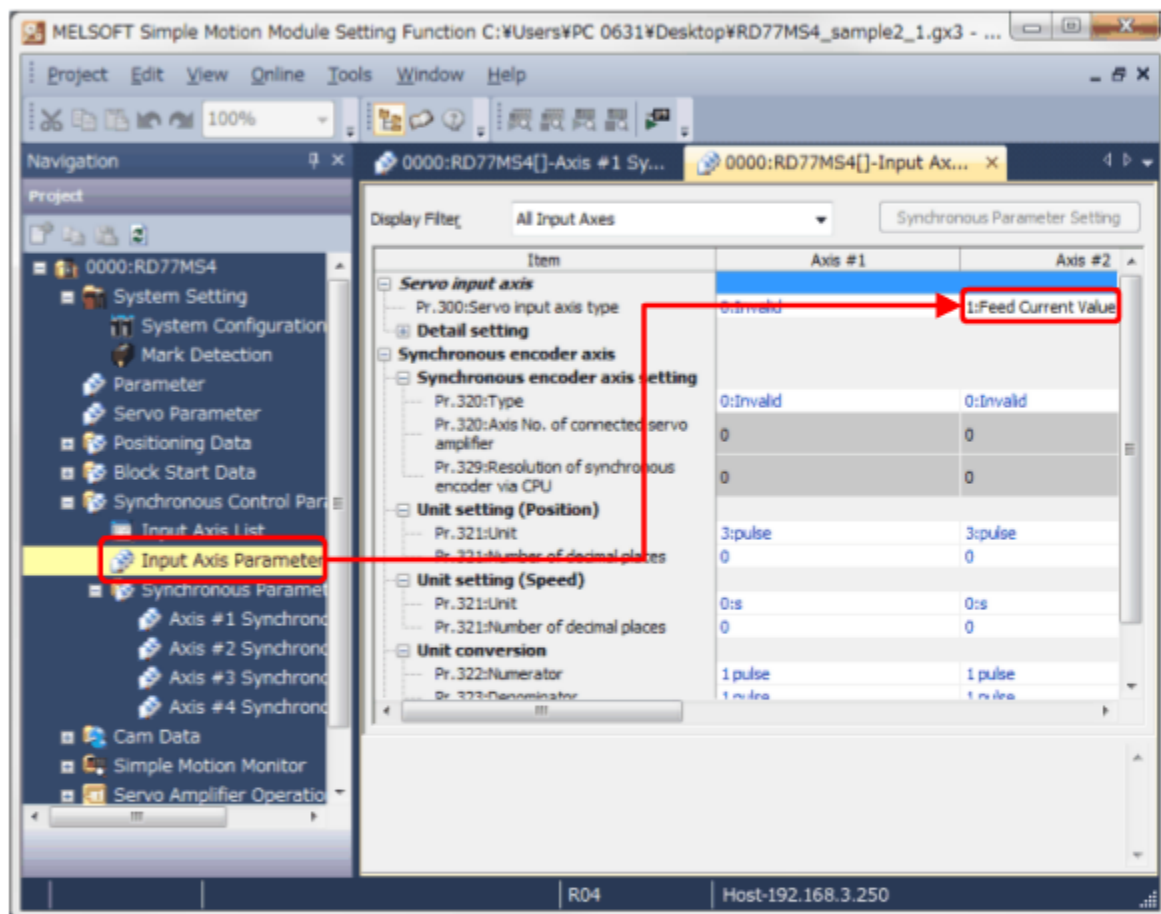 MELSOFT Simple Motion Module Setting Function C:¥Users¥PC 0631¥Desktop¥RD77MS4_sample2_1.gx3 - ...
Project Edit View Online Tools Window Help
100%
Navigation
0000:RD77MS4[]-Axis #1 Sy...
0000:RD77MS4[]-Input Ax...
Project
Display Filter
All Input Axes
Synchronous Parameter Setting
0000:RD77MS4
System Setting
System Configuration
Mark Detection
Parameter
Servo Parameter
Positioning Data
Block Start Data
Synchronous Control Par
Input Axis List
Input Axis Parameter
Synchronous Paramet
Axis #1 Synchrono
Axis #2 Synchrono
Axis #3 Synchrono
Axis #4 Synchrono
Cam Data
Simple Motion Monitor
Servo Amplifier Operatio
Item Axis #1 Axis #2
Servo input axis
Pr.300:Servo input axis type 0:Invalid 1:Feed Current Value
Detail setting
Synchronous encoder axis
Synchronous encoder axis setting
Pr.320:Type 0:Invalid 0:Invalid
Pr.320:Axis No. of connected servo
amplifier 0 0
Pr.329:Resolution of synchronous
encoder via CPU 0 0
Unit setting (Position)
Pr.321:Unit 3:pulse 3:pulse
Pr.321:Number of decimal places 0 0
Unit setting (Speed)
Pr.321:Unit 0:s 0:s
Pr.321:Number of decimal places 0 0
Unit conversion
Pr.322:Numerator 1 pulse 1 pulse
Pr.323:Denominator 1 pulse 1 pulse
R04
Host-192.168.3.250